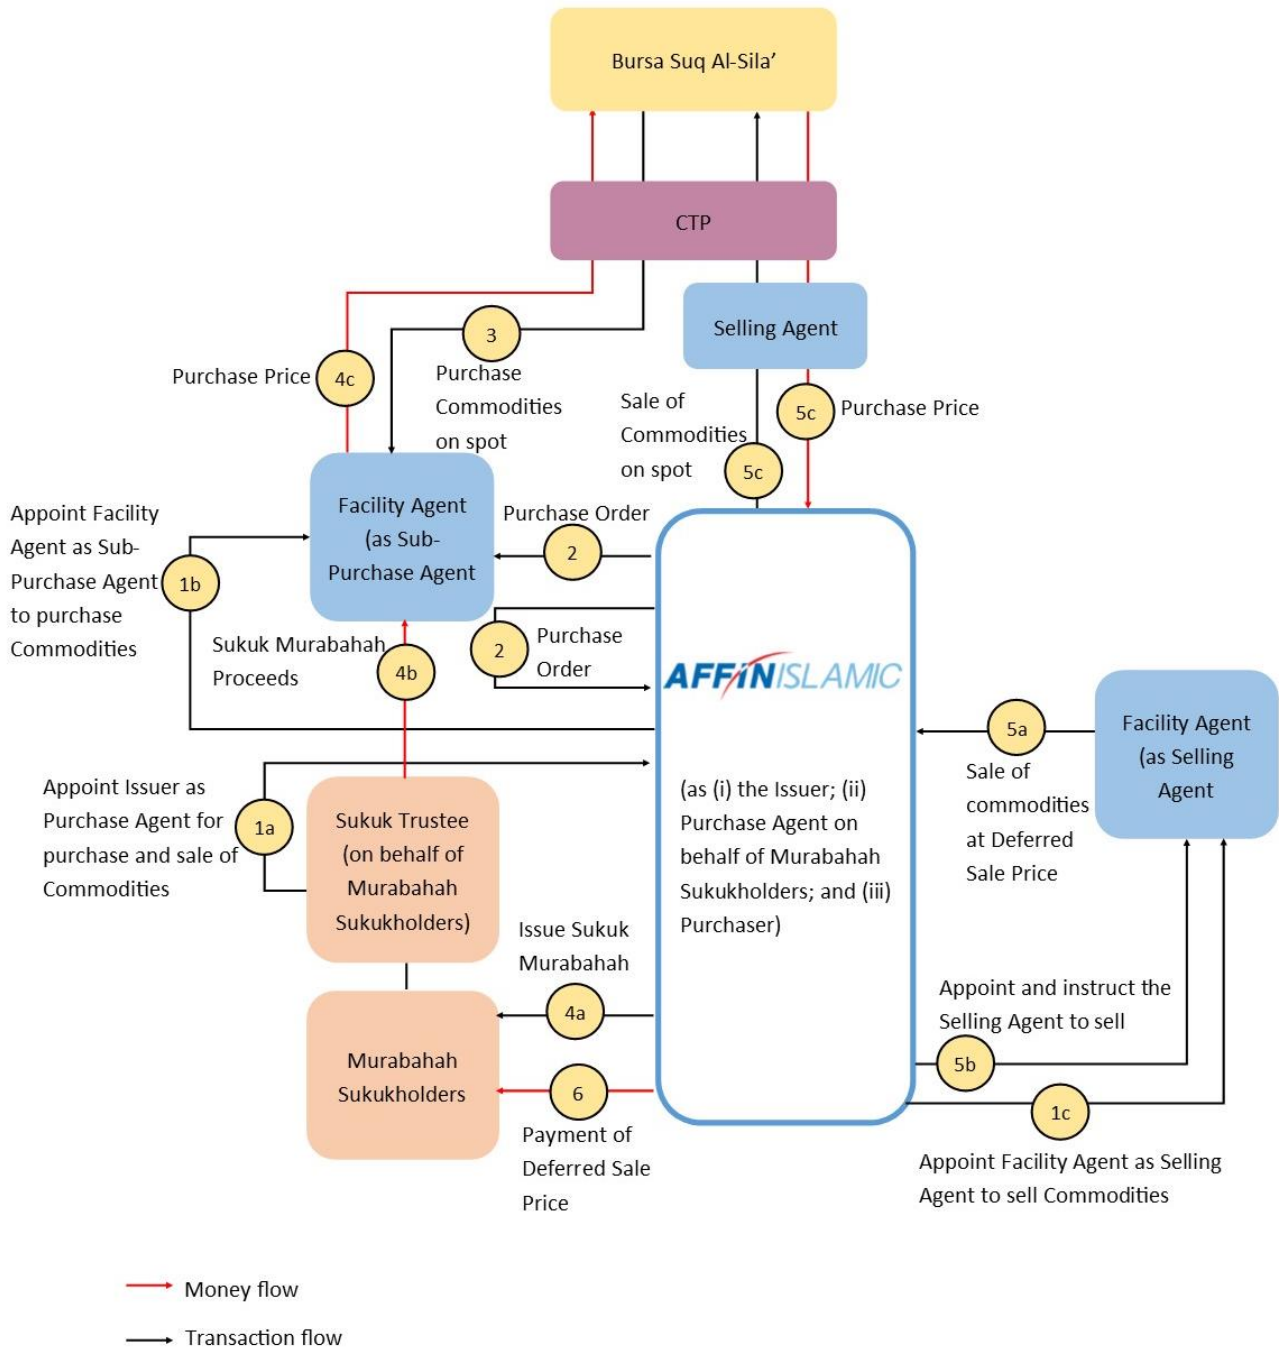 Bursa Suq Al-Sila’
CTP
Selling Agent
3
Purchase
Commodities
on spot
Purchase Price
4c
Sale of
Commodities
on spot
5c
5c
Purchase Price
Facility Agent
(as Sub-
Purchase Agent
Purchase Order
2
Appoint Facility
Agent as Sub-
Purchase Agent
to purchase
Commodities
1b
Sukuk Murabahah
Proceeds
4b
2
Purchase
Order
AFFIN ISLAMIC
(as (i) the Issuer; (ii)
Purchase Agent on
behalf of Murabahah
Sukukholders; and (iii)
Purchaser)
5a
Sale of
commodities
at Deferred
Sale Price
Facility Agent
(as Selling
Agent
Appoint Issuer as
Purchase Agent for
purchase and sale of
Commodities
1a
Sukuk Trustee
(on behalf of
Murabahah
Sukukholders)
Issue Sukuk
Murabahah
4a
Murabahah
Sukukholders
6
Payment of
Deferred Sale
Price
Appoint and instruct the
Selling Agent to sell
5b
1c
Appoint Facility Agent as Selling
Agent to sell Commodities
Money flow
Transaction flow